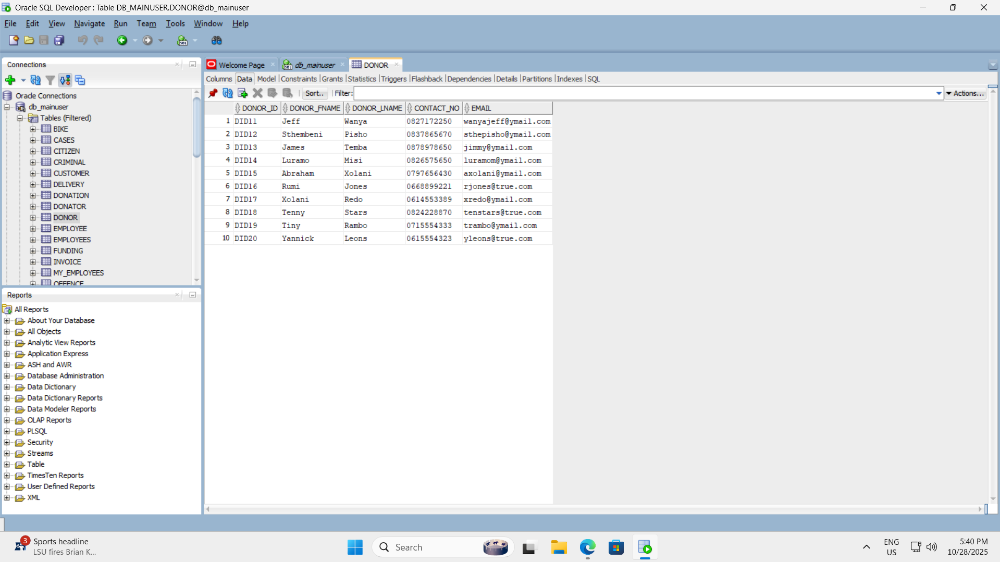 Oracle SQL Developer : Table DB_MAINUSER.DONOR@db_mainuser
File Edit View Navigate Run Team Tools Window Help
Connections
Oracle Connections
db_mainuser
Tables (Filtered)
BIKE
CASES
CITIZEN
CRIMINAL
CUSTOMER
DELIVERY
DONATION
DONATOR
DONOR
EMPLOYEE
EMPLOYEES
FUNDING
INVOICE
MY_EMPLOYEES
OFFENCE
Reports
All Reports
About Your Database
All Objects
Analytic View Reports
Application Express
ASH and AWR
Database Administration
Data Dictionary
Data Dictionary Reports
Data Modeler Reports
OLAP Reports
PLSQL
Security
Streams
Table
TimesTen Reports
User Defined Reports
XML
Welcome Page db_mainuser DONOR
Columns Data Model Constraints Grants Statistics Triggers Flashback Dependencies Details Partitions Indexes SQL
Sort.. Filter: Actions...
DONOR_ID DONOR_FNAME DONOR_LNAME CONTACT_NO EMAIL
1 DID11 Jeff Wanya 0827172250 wanyajeff@ymail.com
2 DID12 Sthembeni Pisho 0837865670 sthepisho@ymail.com
3 DID13 James Temba 0878978650 jimmy@ymail.com
4 DID14 Luramo Misi 0826575650 luramom@ymail.com
5 DID15 Abraham Xolani 0797656430 axolani@ymail.com
6 DID16 Rumi Jones 0668899221 rjones@true.com
7 DID17 Xolani Redo 0614553389 xredo@ymail.com
8 DID18 Tenny Stars 0824228870 tenstars@true.com
9 DID19 Tiny Rambo 0715554333 trambo@ymail.com
10 DID20 Yannick Leons 0615554323 yleons@true.com
3
Sports headline
LSU fires Brian K...
Search
ENG
US
5:40 PM
10/28/2025